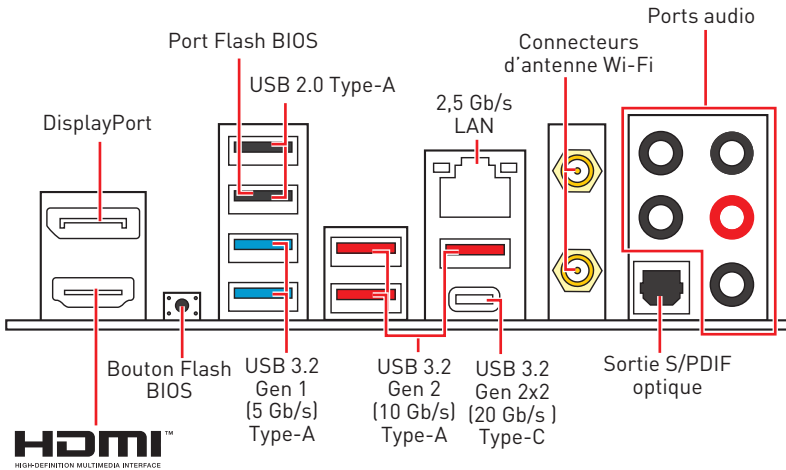 Ports audio
Port Flash BIOS
Connecteurs
d'antenne Wi-Fi
USB 2.0 Type-A
2,5 Gb/s
LAN
DisplayPort
Bouton Flash
BIOS
USB 3.2
Gen 1
(5 Gb/s)
Type-A
USB 3.2
Gen 2
(10 Gb/s)
Type-A
USB 3.2
Gen 2x2
(20 Gb/s )
Type-C
Sortie S/PDIF
optique
HDMI™
HIGH-DEFINITION MULTIMEDIA INTERFACE